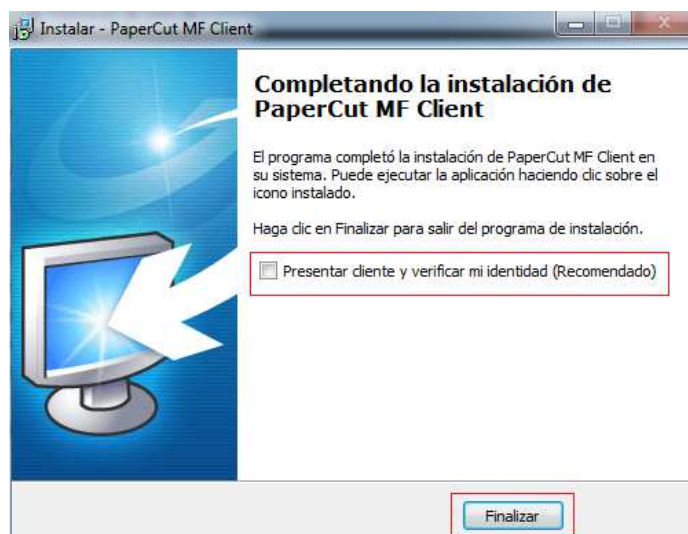 Instalar - PaperCut MF Client
Completando la instalación de
PaperCut MF Client
El programa completó la instalación de PaperCut MF Client en
su sistema. Puede ejecutar la aplicación haciendo clic sobre el
icono instalado.
Haga clic en Finalizar para salir del programa de instalación.
Presentar cliente y verificar mi identidad (Recomendado)
Finalizar